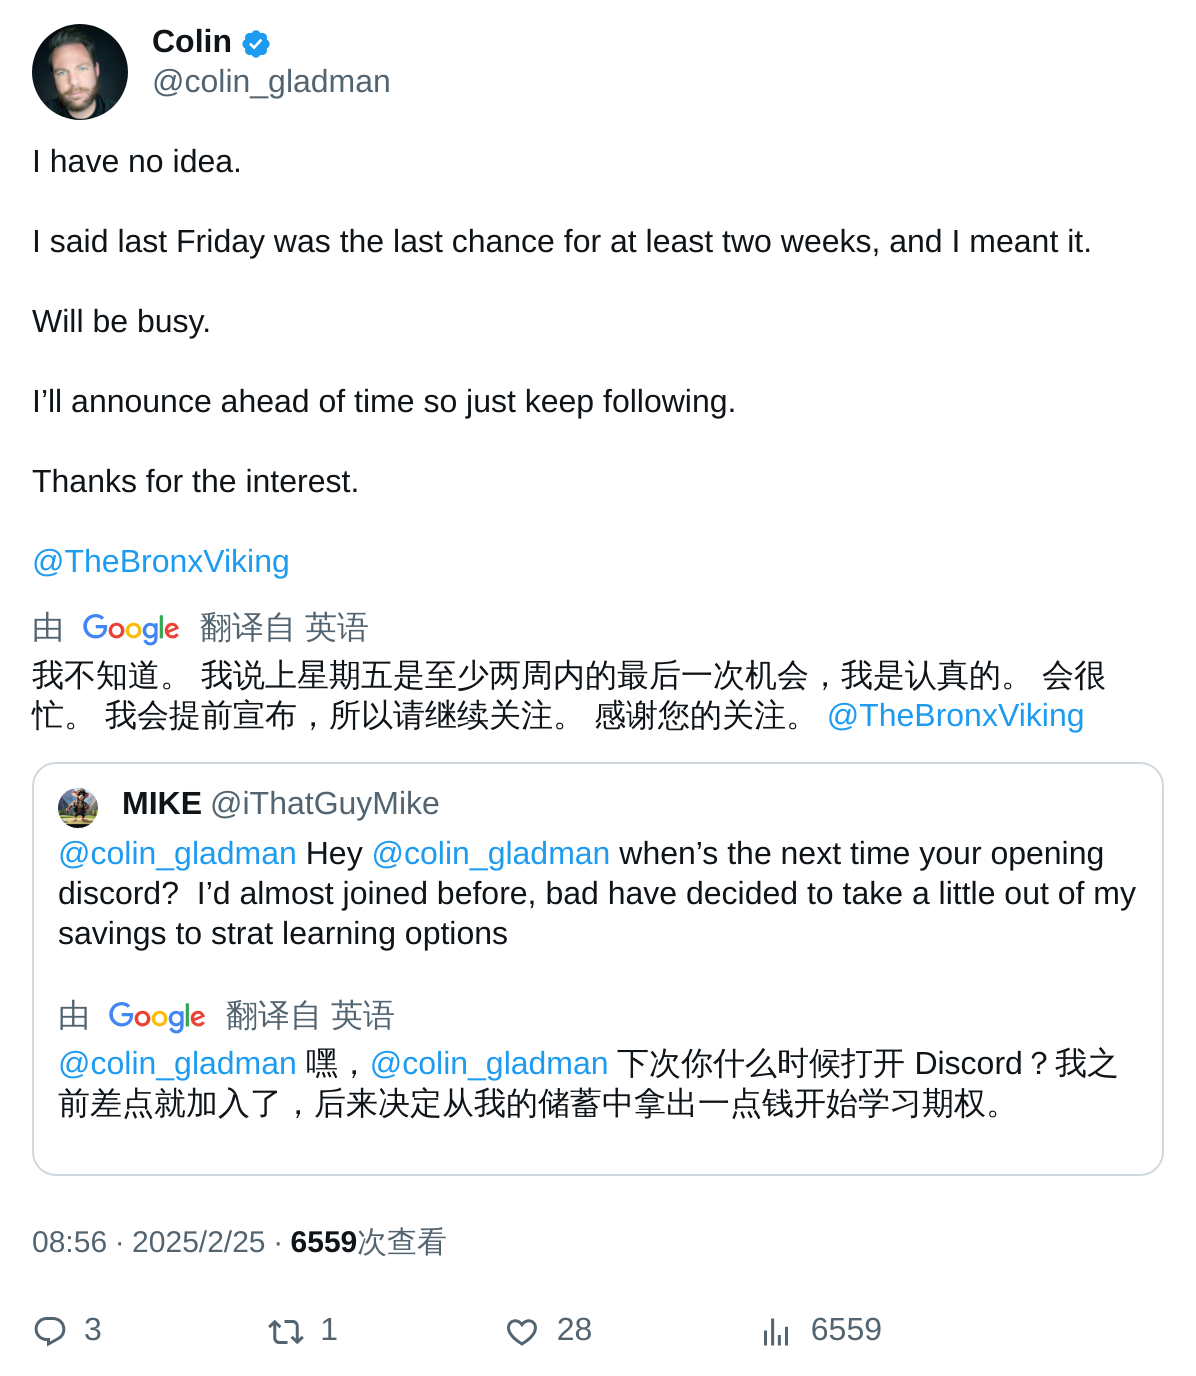 Colin
@colin_gladman
I have no idea.
I said last Friday was the last chance for at least two weeks, and I meant it.
Will be busy.
I’ll announce ahead of time so just keep following.
Thanks for the interest.
@TheBronxViking
由 Google 翻译自 英语
我不知道。 我说上星期五是至少两周内的最后一次机会，我是认真的。 会很
忙。 我会提前宣布，所以请继续关注。 感谢您的关注。 @TheBronxViking
MIKE @iThatGuyMike
@colin_gladman Hey @colin_gladman when’s the next time your opening
discord?  I’d almost joined before, bad have decided to take a little out of my
savings to strat learning options
由 Google 翻译自 英语
@colin_gladman 嘿，@colin_gladman 下次你什么时候打开 Discord？我之
前差点就加入了，后来决定从我的储蓄中拿出一点钱开始学习期权。
08:56 · 2025/2/25 · 6559次查看
3 1 28 6559